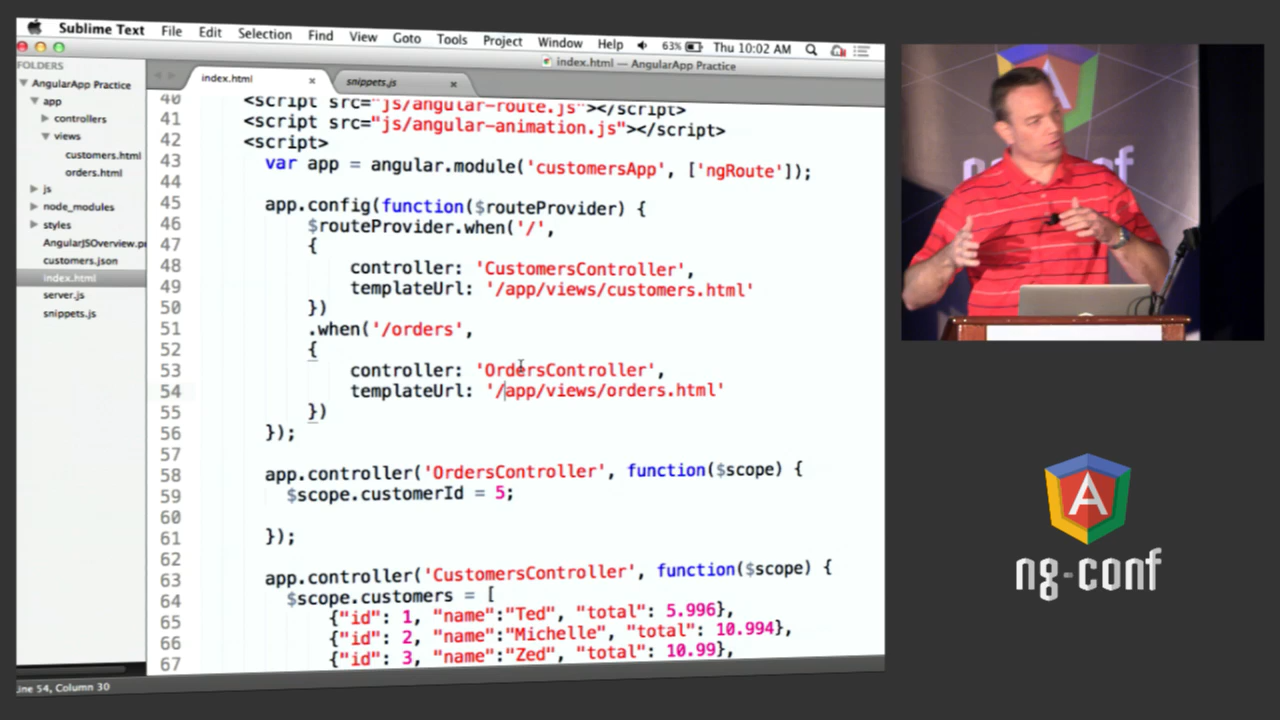 Sublime Text File Edit Selection Find View Goto Tools Project Window Help 63% Thu 10:02 AM
index.html — AngularApp Practice
FOLDERS
AngularApp Practice
app
controllers
views
customers.html
orders.html
js
node_modules
styles
AngularJSOverview.p
customers.json
index.html
server.js
snippets.js
index.html × snippets.js ×
40 <script src="js/angular-route.js"></script>
41 <script src="js/angular-animation.js"></script>
42 <script>
43 var app = angular.module('customersApp', ['ngRoute']);
44
45 app.config(function($routeProvider) {
46 $routeProvider.when('/',
47 {
48 controller: 'CustomersController',
49 templateUrl: '/app/views/customers.html'
50 })
51 .when('/orders',
52 {
53 controller: 'OrdersController',
54 templateUrl: '/app/views/orders.html'
55 })
56 });
57
58 app.controller('OrdersController', function($scope) {
59 $scope.customerId = 5;
60
61 });
62
63 app.controller('CustomersController', function($scope) {
64 $scope.customers = [
65 {"id": 1, "name":"Ted", "total": 5.996},
66 {"id": 2, "name":"Michelle", "total": 10.994},
67 {"id": 3, "name":"Zed", "total": 10.99},
ine 54, Column 30
A
ng-conf
A
ng-conf